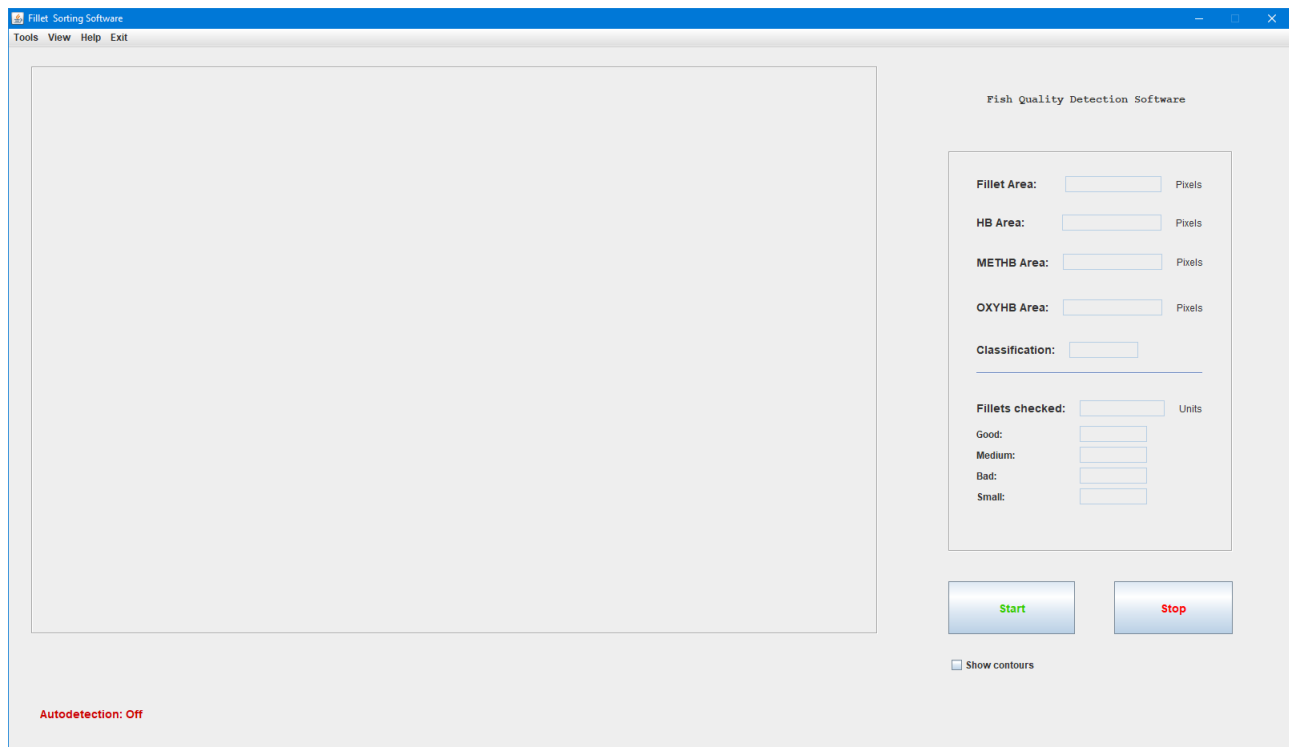 Fillet Sorting Software
Tools View Help Exit
Fish Quality Detection Software
Fillet Area: Pixels
HB Area: Pixels
METHB Area: Pixels
OXYHB Area: Pixels
Classification:
Fillets checked: Units
Good:
Medium:
Bad:
Small:
Start Stop
Show contours
Autodetection: Off